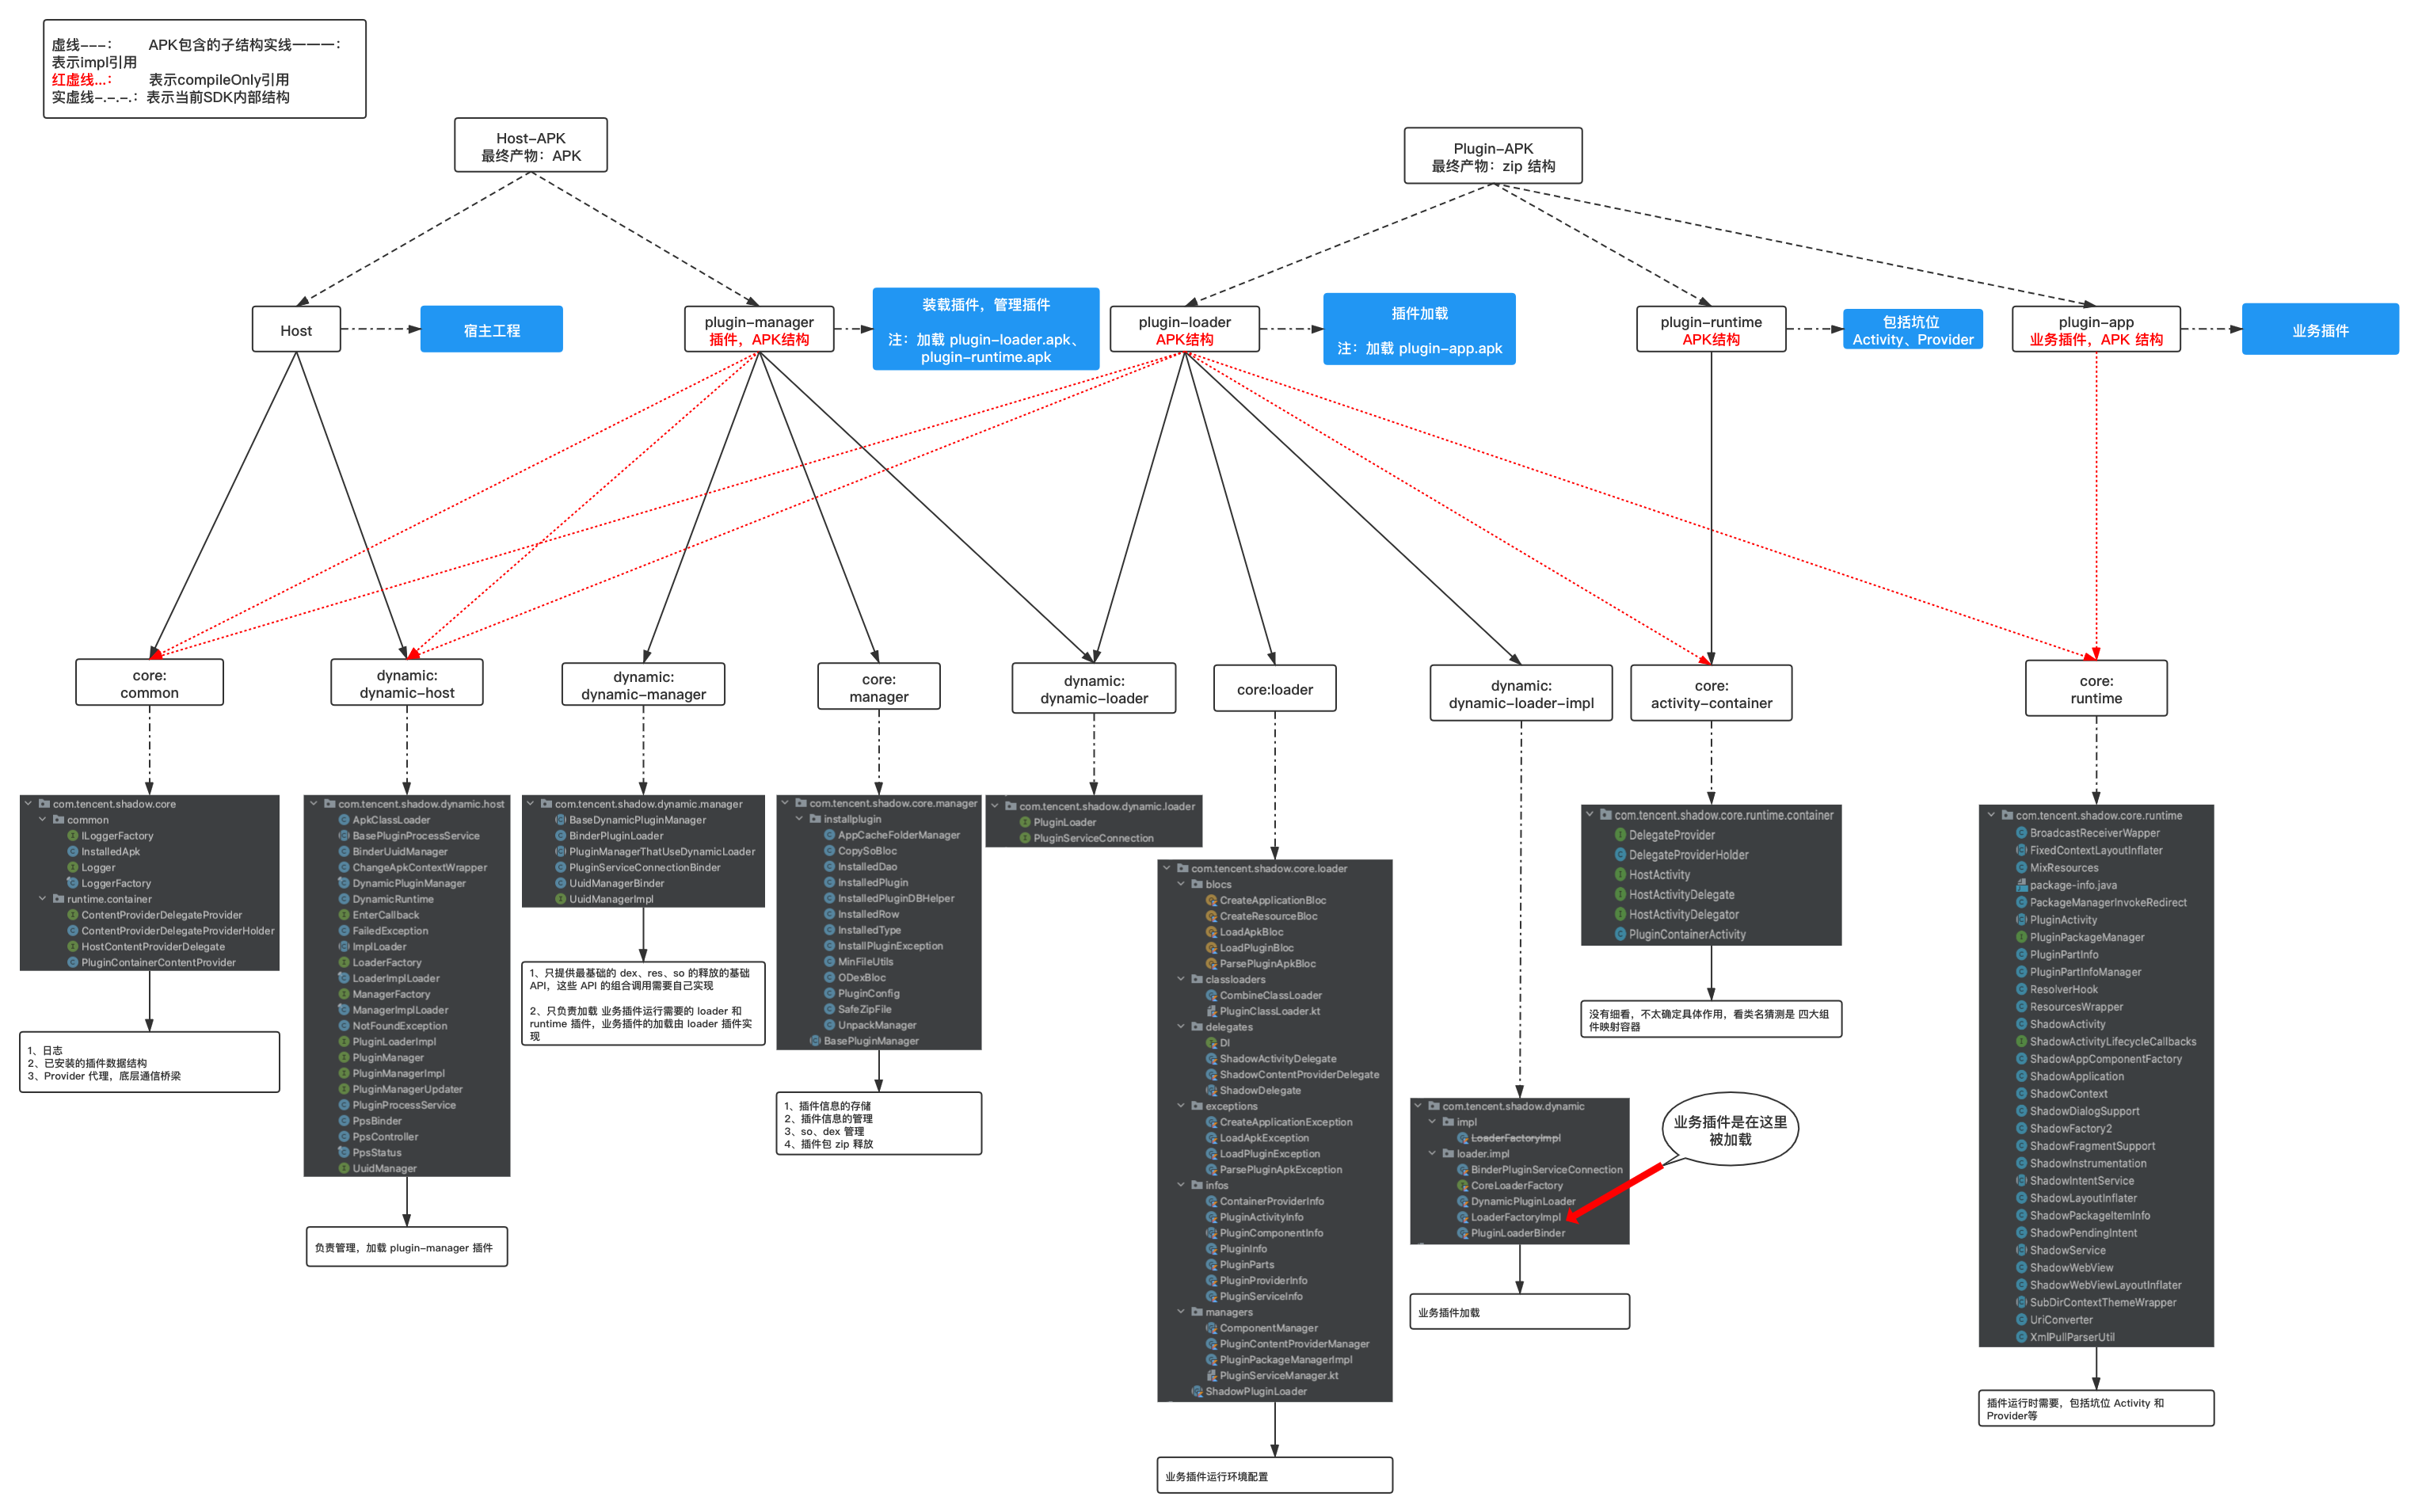 虚线---：　　APK包含的子结构实线一一一：
表示impl引用
红虚线...：　　表示compileOnly引用
实虚线-.-.-.：表示当前SDK内部结构
Host-APK
最终产物：APK
Plugin-APK
最终产物：zip 结构
Host
宿主工程
plugin-manager
插件，APK结构
装载插件，管理插件
注：加载 plugin-loader.apk、
plugin-runtime.apk
plugin-loader
APK结构
插件加载
注：加载 plugin-app.apk
plugin-runtime
APK结构
包括坑位
Activity、Provider
plugin-app
业务插件，APK 结构
业务插件
core:
common
dynamic:
dynamic-host
dynamic:
dynamic-manager
core:
manager
dynamic:
dynamic-loader
core:loader
dynamic:
dynamic-loader-impl
core:
activity-container
core:
runtime
com.tencent.shadow.core
common
ILoggerFactory
InstalledApk
Logger
LoggerFactory
runtime.container
ContentProviderDelegateProvider
ContentProviderDelegateProviderHolder
HostContentProviderDelegate
PluginContainerContentProvider
1、日志
2、已安装的插件数据结构
3、Provider 代理，底层通信桥梁
com.tencent.shadow.dynamic.host
ApkClassLoader
BasePluginProcessService
BinderUuidManager
ChangeApkContextWrapper
DynamicPluginManager
DynamicRuntime
EnterCallback
FailedException
ImplLoader
LoaderFactory
LoaderImplLoader
ManagerFactory
ManagerImplLoader
NotFoundException
PluginLoaderImpl
PluginManager
PluginManagerImpl
PluginManagerUpdater
PluginProcessService
PpsBinder
PpsController
PpsStatus
UuidManager
负责管理，加载 plugin-manager 插件
com.tencent.shadow.dynamic.manager
BaseDynamicPluginManager
BinderPluginLoader
PluginManagerThatUseDynamicLoader
PluginServiceConnectionBinder
UuidManagerBinder
UuidManagerImpl
1、只提供最基础的 dex、res、so 的释放的基础
API，这些 API 的组合调用需要自己实现
2、只负责加载 业务插件运行需要的 loader 和
runtime 插件，业务插件的加载由 loader 插件实
现
com.tencent.shadow.core.manager
installplugin
AppCacheFolderManager
CopySoBloc
InstalledDao
InstalledPlugin
InstalledPluginDBHelper
InstalledRow
InstalledType
InstallPluginException
MinFileUtils
ODexBloc
PluginConfig
SafeZipFile
UnpackManager
BasePluginManager
1、插件信息的存储
2、插件信息的管理
3、so、dex 管理
4、插件包 zip 释放
com.tencent.shadow.dynamic.loader
PluginLoader
PluginServiceConnection
com.tencent.shadow.core.loader
blocs
CreateApplicationBloc
CreateResourceBloc
LoadApkBloc
LoadPluginBloc
ParsePluginApkBloc
classloaders
CombineClassLoader
PluginClassLoader.kt
delegates
DI
ShadowActivityDelegate
ShadowContentProviderDelegate
ShadowDelegate
exceptions
CreateApplicationException
LoadApkException
LoadPluginException
ParsePluginApkException
infos
ContainerProviderInfo
PluginActivityInfo
PluginComponentInfo
PluginInfo
PluginParts
PluginProviderInfo
PluginServiceInfo
managers
ComponentManager
PluginContentProviderManager
PluginPackageManagerImpl
PluginServiceManager.kt
ShadowPluginLoader
业务插件运行环境配置
com.tencent.shadow.dynamic
impl
LoaderFactoryImpl
loader.impl
BinderPluginServiceConnection
CoreLoaderFactory
DynamicPluginLoader
LoaderFactoryImpl
PluginLoaderBinder
业务插件加载
业务插件是在这里
被加载
com.tencent.shadow.core.runtime.container
DelegateProvider
DelegateProviderHolder
HostActivity
HostActivityDelegate
HostActivityDelegator
PluginContainerActivity
没有细看，不太确定具体作用，看类名猜测是 四大组
件映射容器
com.tencent.shadow.core.runtime
BroadcastReceiverWapper
FixedContextLayoutInflater
MixResources
package-info.java
PackageManagerInvokeRedirect
PluginActivity
PluginPackageManager
PluginPartInfo
PluginPartInfoManager
ResolverHook
ResourcesWrapper
ShadowActivity
ShadowActivityLifecycleCallbacks
ShadowAppComponentFactory
ShadowApplication
ShadowContext
ShadowDialogSupport
ShadowFactory2
ShadowFragmentSupport
ShadowInstrumentation
ShadowIntentService
ShadowLayoutInflater
ShadowPackageItemInfo
ShadowPendingIntent
ShadowService
ShadowWebView
ShadowWebViewLayoutInflater
SubDirContextThemeWrapper
UriConverter
XmlPullParserUtil
插件运行时需要，包括坑位 Activity 和
Provider等